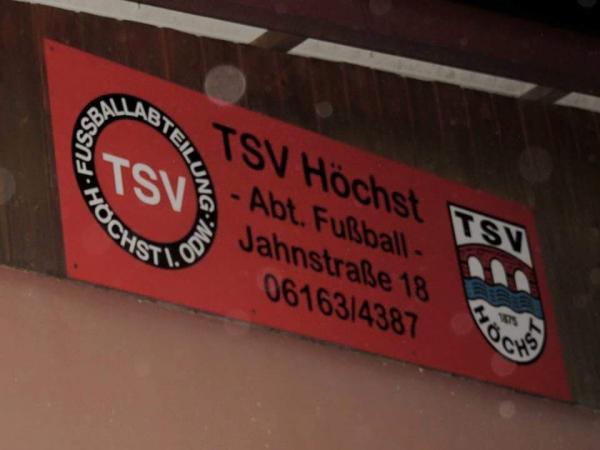 · FUSSBALLABTEILUNG ·
HÖCHST I. ODW.
TSV
TSV Höchst
- Abt. Fußball -
Jahnstraße 18
06163/4387
TSV
1875
HÖCHST